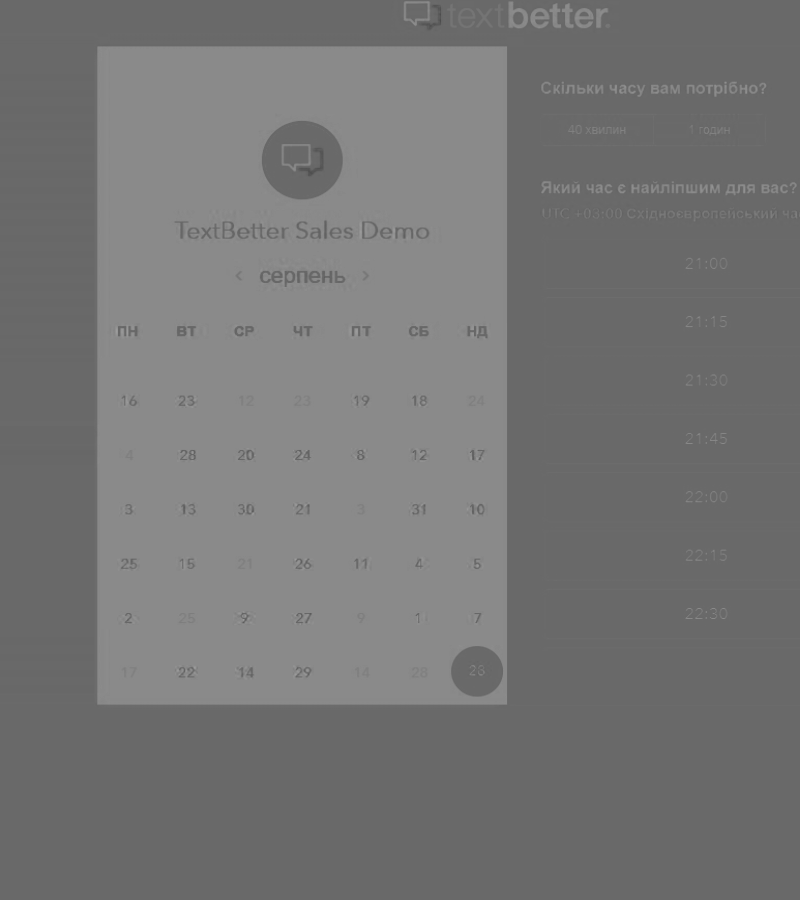 textbetter.
TextBetter Sales Demo
< серпень >
ПН ВТ СР ЧТ ПТ СБ НД
16 23 12 23 19 18 24
4 28 20 24 8 12 17
3 13 30 21 3 31 10
25 15 21 26 11 4 5
2 25 9 27 9 1 7
17 22 14 29 14 28
Скільки часу вам потрібно?
40 хвилин 1 годин
Який час є найліпшим для вас?
UTC +03:00 Східноєвропейський
21:00
21:15
21:30
21:45
22:00
22:15
22:30